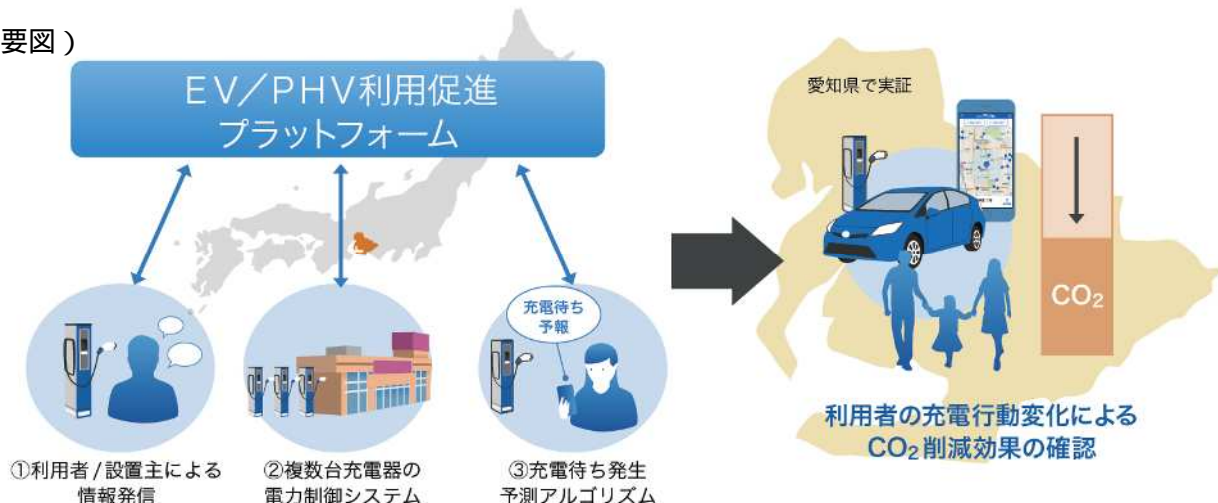 要図）
EV／PHV利用促進
プラットフォーム
充電待ち
予報
①利用者/設置主による
情報発信
②複数台充電器の
電力制御システム
③充電待ち発生
予測アルゴリズム
愛知県で実証
CO₂
利用者の充電行動変化による
CO₂削減効果の確認